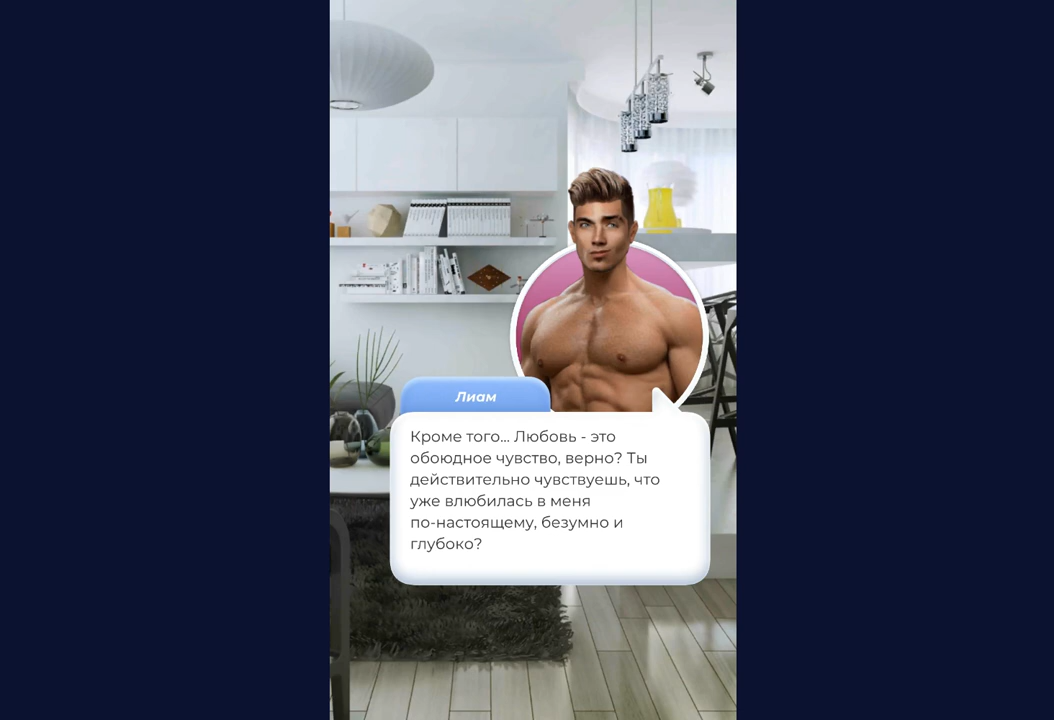 Лиам
Кроме того... Любовь - это
обоюдное чувство, верно? Ты
действительно чувствуешь, что
уже влюбилась в меня
по-настоящему, безумно и
глубоко?